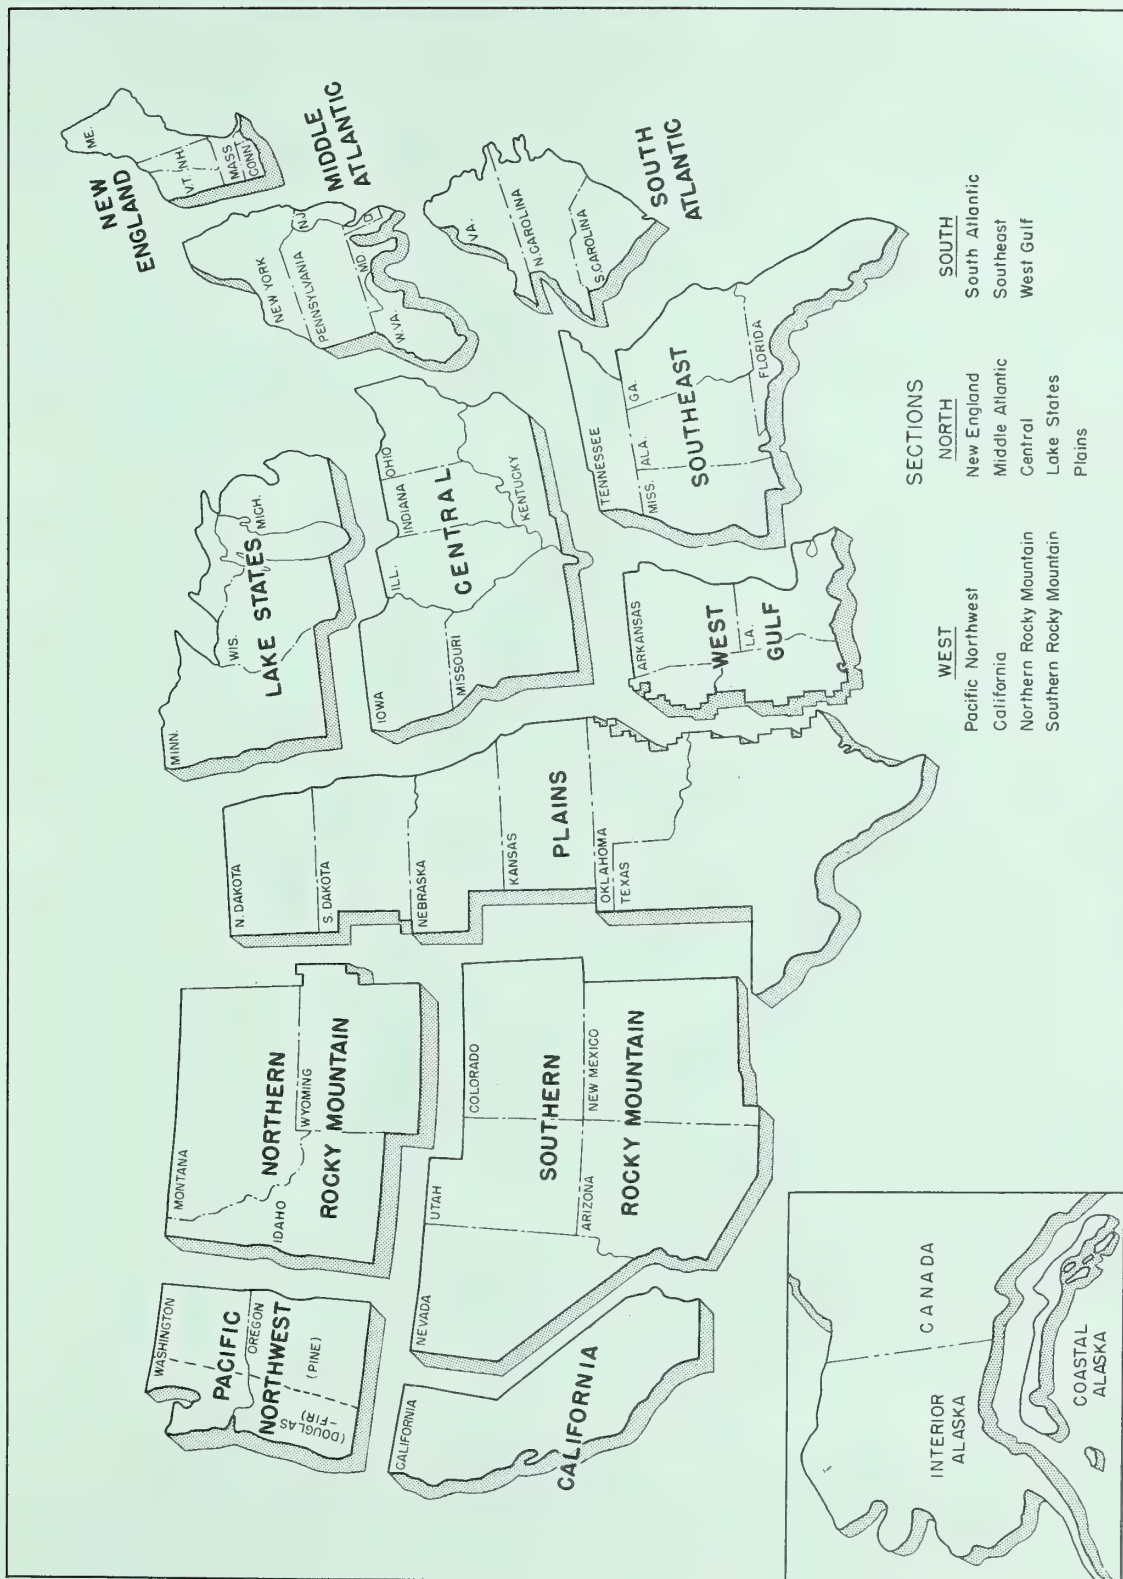 WASHINGTON
PACIFIC
OREGON
NORTHWEST
(PINE)
(DOUGLAS
-FIR)
MONTANA
NORTHERN
IDAHO
WYOMING
ROCKY MOUNTAIN
CALIFORNIA
CALIFORNIA
NEVADA
UTAH
COLORADO
SOUTHERN
ARIZONA
NEW MEXICO
ROCKY MOUNTAIN
N. DAKOTA
S. DAKOTA
NEBRASKA
KANSAS
PLAINS
OKLAHOMA
TEXAS
MINN.
WIS.
MICH.
LAKE STATES
IOWA
ILL.
INDIANA
OHIO
CENTRAL
MISSOURI
KENTUCKY
NEW
ENGLAND
ME.
V.T.
N.H.
MASS
CONN.
MIDDLE
ATLANTIC
NEW YORK
PENNSYLVANIA
N.J.
MD.
D.
W.VA.
VA.
N. CAROLINA
S. CAROLINA
SOUTH
ATLANTIC
TENNESSEE
MISS.
ALA.
GA.
SOUTHEAST
FLORIDA
ARKANSAS
WEST
LA.
GULF
SECTIONS
WEST
Pacific Northwest
California
Northern Rocky Mountain
Southern Rocky Mountain
NORTH
New England
Middle Atlantic
Central
Lake States
Plains
SOUTH
South Atlantic
Southeast
West Gulf
CANADA
INTERIOR
ALASKA
COASTAL
ALASKA